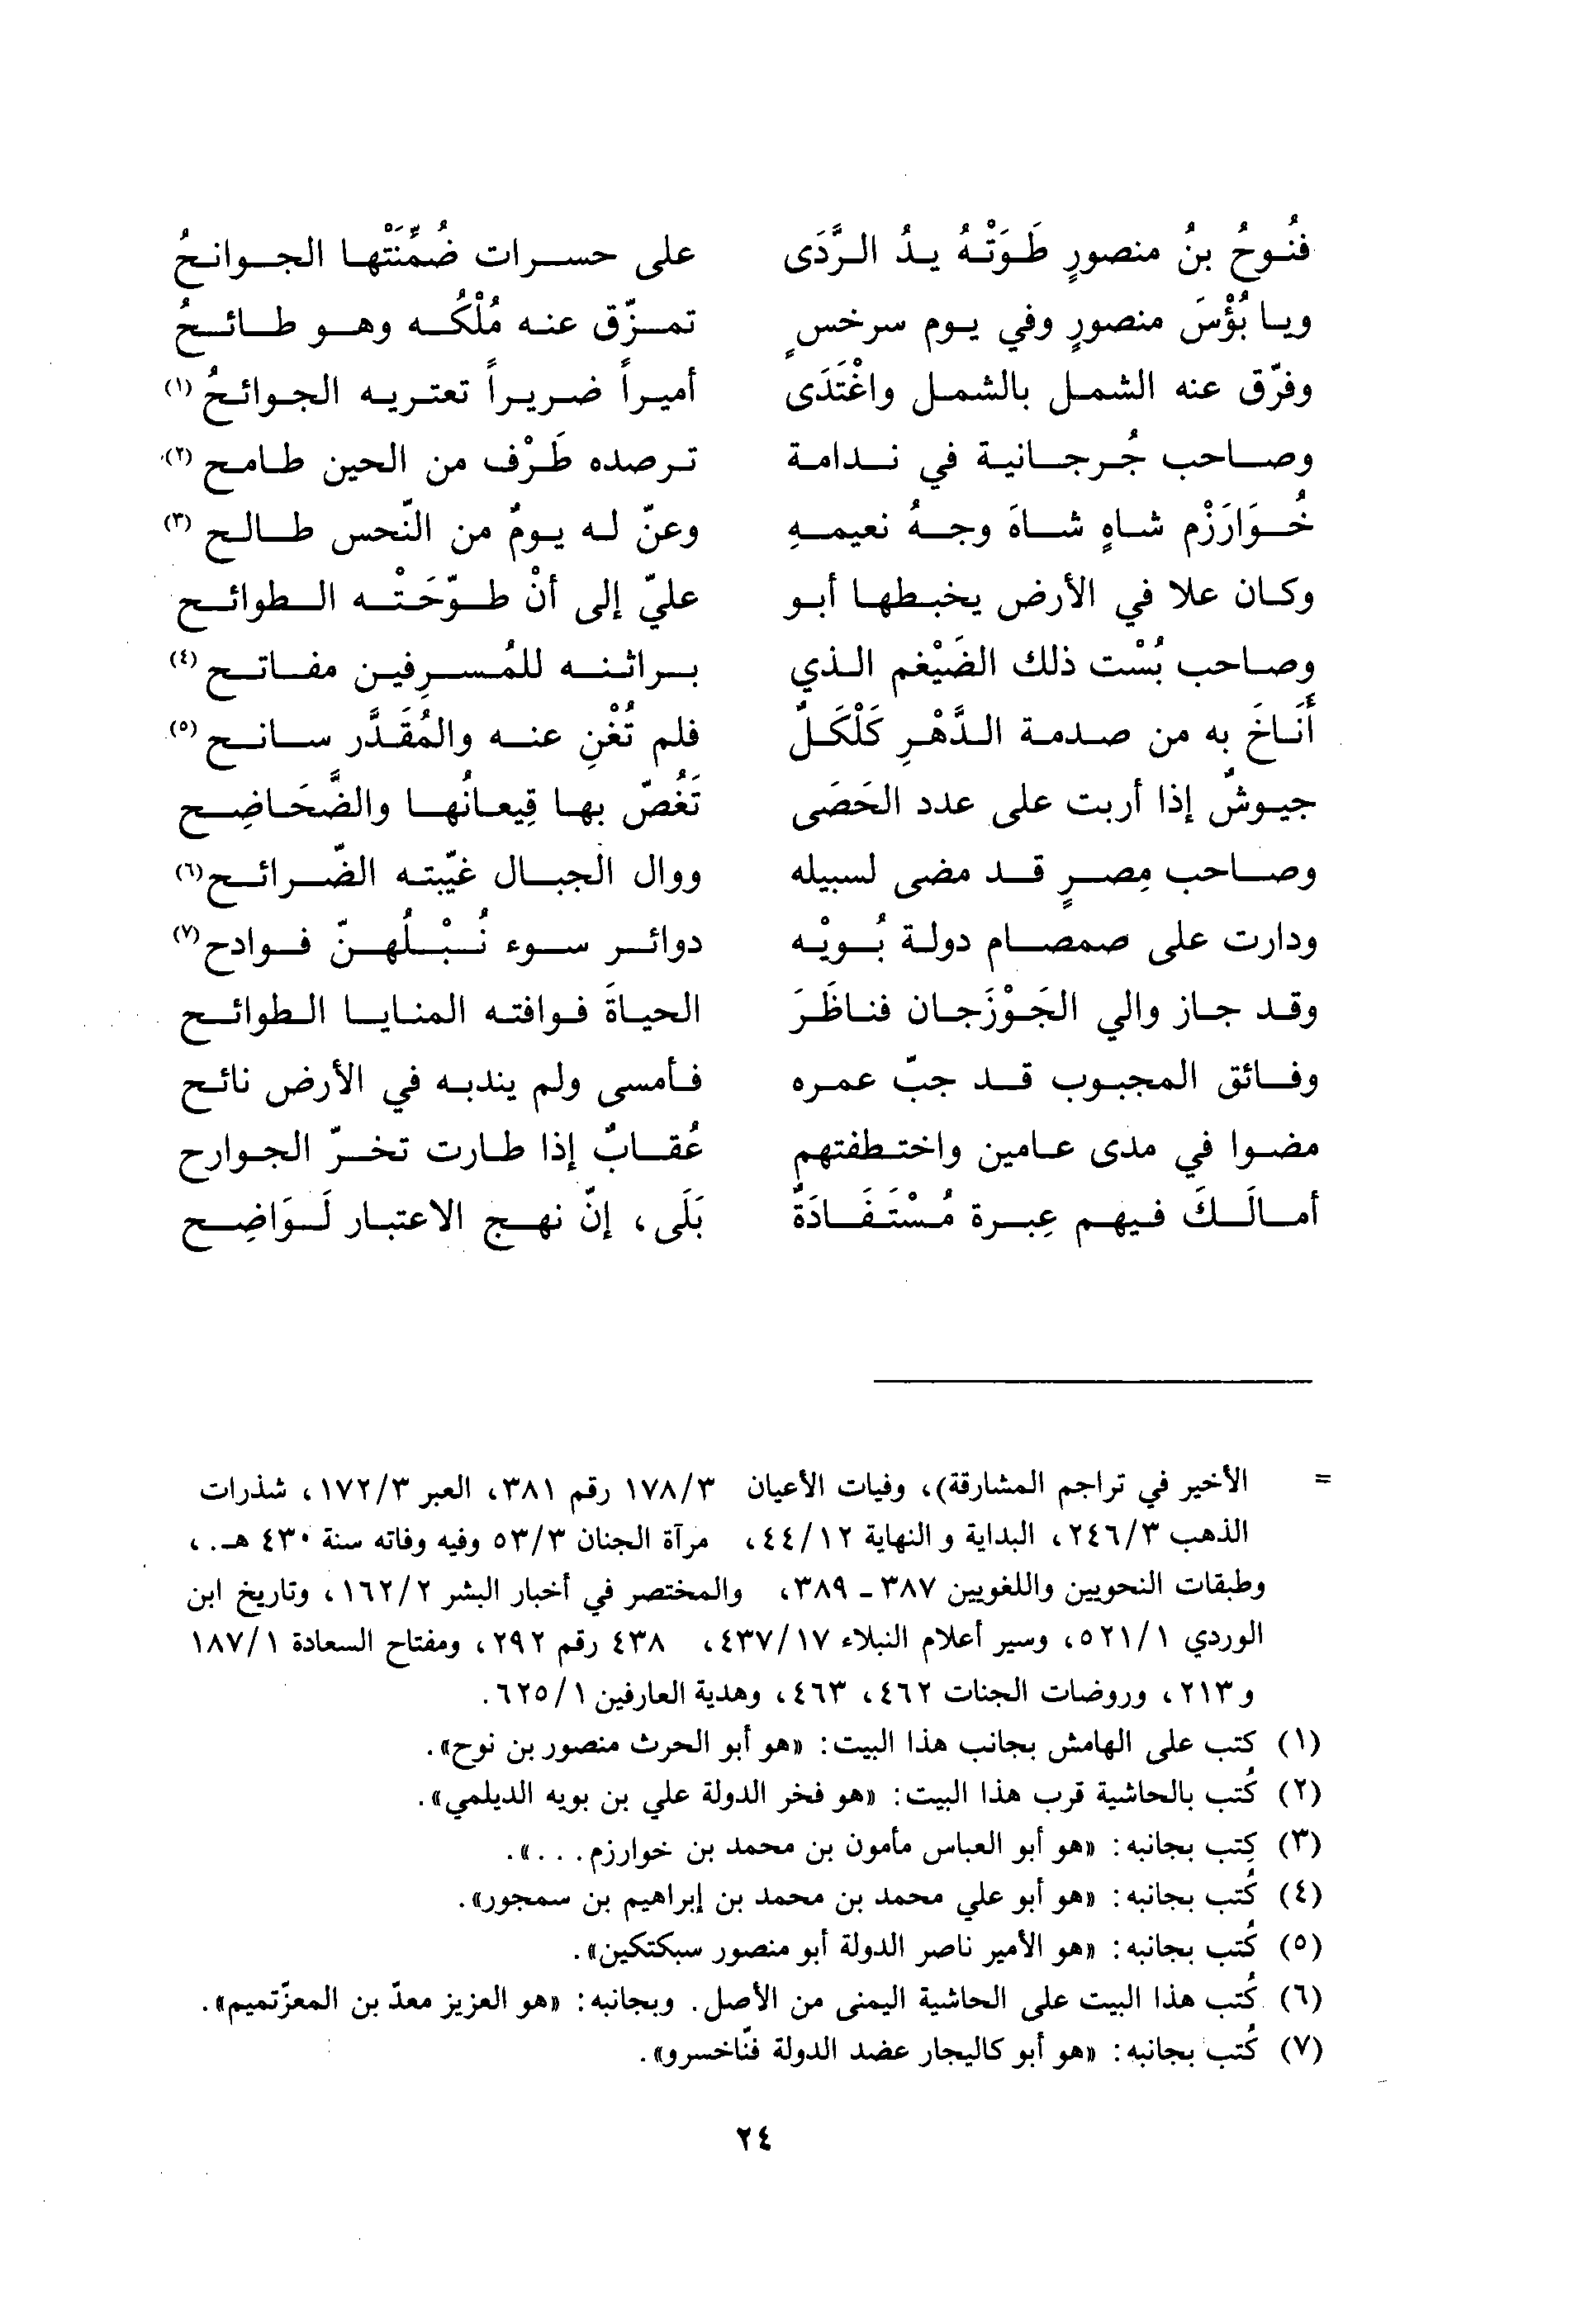 فنُوحُ بنُ منصورٍ طَوَتْهُ يدُ الرَّدَى على حسرات ضُمِّنَتْها الجوانحُ
ويا بُؤْسَ منصورٍ وفي يوم سرخسٍ تمزّق عنه مُلْكُه وهو طائحُ
وفرّق عنه الشمل بالشمل واغْتَدَى أميراً ضريراً تعتريه الجوائحُ (١)
وصاحب جُرجانية في ندامة ترصده طَرْف من الحين طامح (٢)
خُوَارَزْم شاهٍ شاهَ وجهُ نعيمهِ وعنّ له يومٌ من النّحس طالح (٣)
وكان علا في الأرض يخبطها أبو عليّ إلى أنْ طوّحَتْه الطوائح
وصاحب بُسْت ذلك الضَيْغم الذي براثنه للمُسرِفين مفاتح (٤)
أَنَاخَ به من صدمة الدَّهْرِ كَلْكَلٌ فلم تُغْنِ عنه والمُقَدَّر سانح (٥)
جيوشٌ إذا أربت على عدد الحَصَى تَغُصّ بها قِيعانُها والضَّحَاضِح
وصاحب مِصرٍ قد مضى لسبيله ووال الجبال غيّبته الضّرائح (٦)
ودارت على صمصام دولة بُويْه دوائر سوء نُبْلُهنّ فوادح (٧)
وقد جاز والي الجَوْزَجان فناظَرَ الحياةَ فوافته المنايا الطوائح
وفائق المجبوب قد جبّ عمره فأمسى ولم يندبه في الأرض نائح
مضوا في مدى عامين واختطفتهم عُقابٌ إذا طارت تخرّ الجوارح
أمالَكَ فيهم عِبرة مُسْتَفَادَةٌ بَلَى، إنّ نهج الاعتبار لَوَاضِح
= الأخير في تراجم المشارقة)، وفيات الأعيان ١٧٨/٣ رقم ٣٨١، العبر ١٧٢/٣، شذرات
الذهب ٢٤٦/٣، البداية و النهاية ٤٤/١٢، مرآة الجنان ٥٣/٣ وفيه وفاته سنة ٤٣٠ هـ.،
وطبقات النحويين واللغويين ٣٨٧ - ٣٨٩، والمختصر في أخبار البشر ١٦٢/٢، وتاريخ ابن
الوردي ٥٢١/١، وسير أعلام النبلاء ٤٣٧/١٧، ٤٣٨ رقم ٢٩٢، ومفتاح السعادة ١٨٧/١
و ٢١٣، وروضات الجنات ٤٦٢، ٤٦٣، وهدية العارفين ٦٢٥/١.
(١) كتب على الهامش بجانب هذا البيت: «هو أبو الحرث منصور بن نوح».
(٢) كُتب بالحاشية قرب هذا البيت: «هو فخر الدولة علي بن بويه الديلمي».
(٣) كِتب بجانبه: «هو أبو العباس مأمون بن محمد بن خوارزم. . .».
(٤) كُتب بجانبه: «هو أبو علي محمد بن محمد بن إبراهيم بن سمجور».
(٥) كُتب بجانبه: «هو الأمير ناصر الدولة أبو منصور سبكتكين».
(٦) كُتب هذا البيت على الحاشية اليمنى من الأصل. وبجانبه: «هو العزيز معدّ بن المعزّتميم».
(٧) كُتب بجانبه: «هو أبو كاليجار عضد الدولة فنّاخسرو».
٢٤